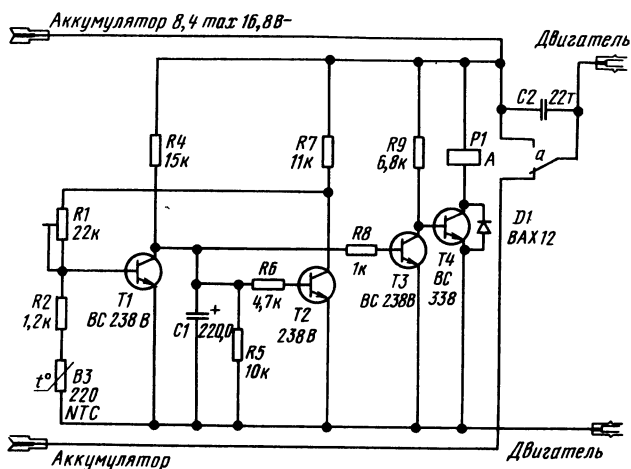 Аккумулятор 8,4 max 16,8 В–
Двигатель
C2 22т
R4
15к
R7
11к
R9
6,8к
P1
A
a
R1
22к
D1
BAX 12
R8
1к
R6
4,7к
T1
BC 238 B
T3
BC 238B
T4
BC
338
R2
1,2к
C1
+
220,0
T2
238 B
R5
10к
t°
B3
220
NTC
Аккумулятор
Двигатель